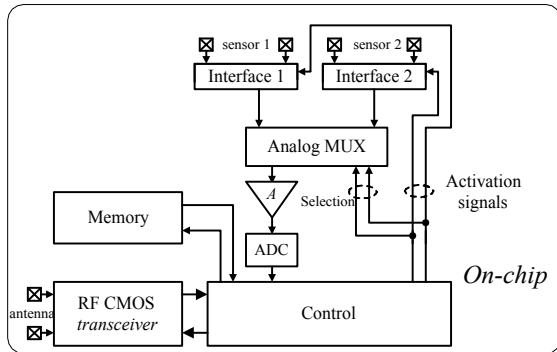 sensor 1
sensor 2
Interface 1
Interface 2
Analog MUX
A
Selection
Activation
signals
Memory
ADC
On-chip
antenna
RF CMOS
transceiver
Control